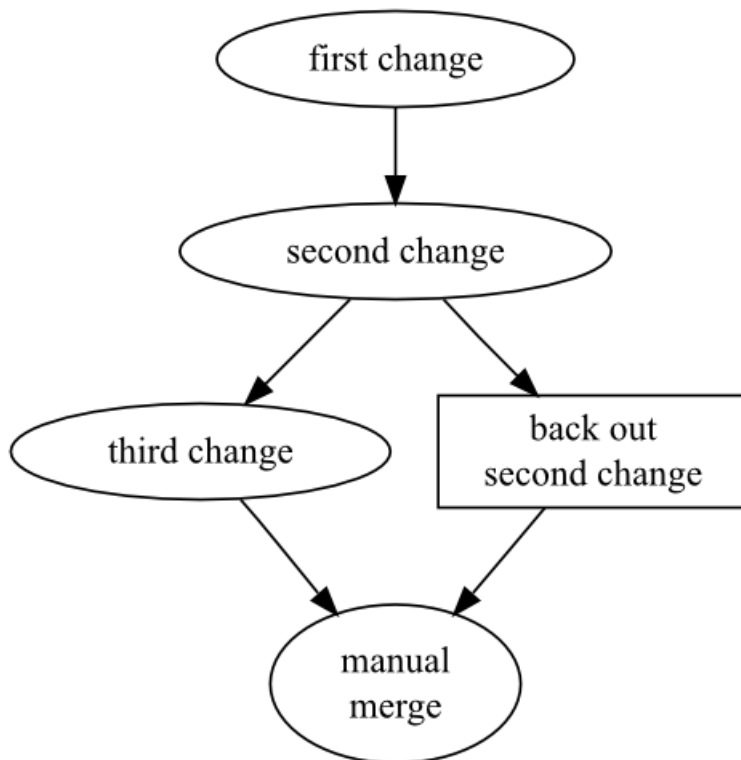 first change
second change
third change
back out
second change
manual
merge